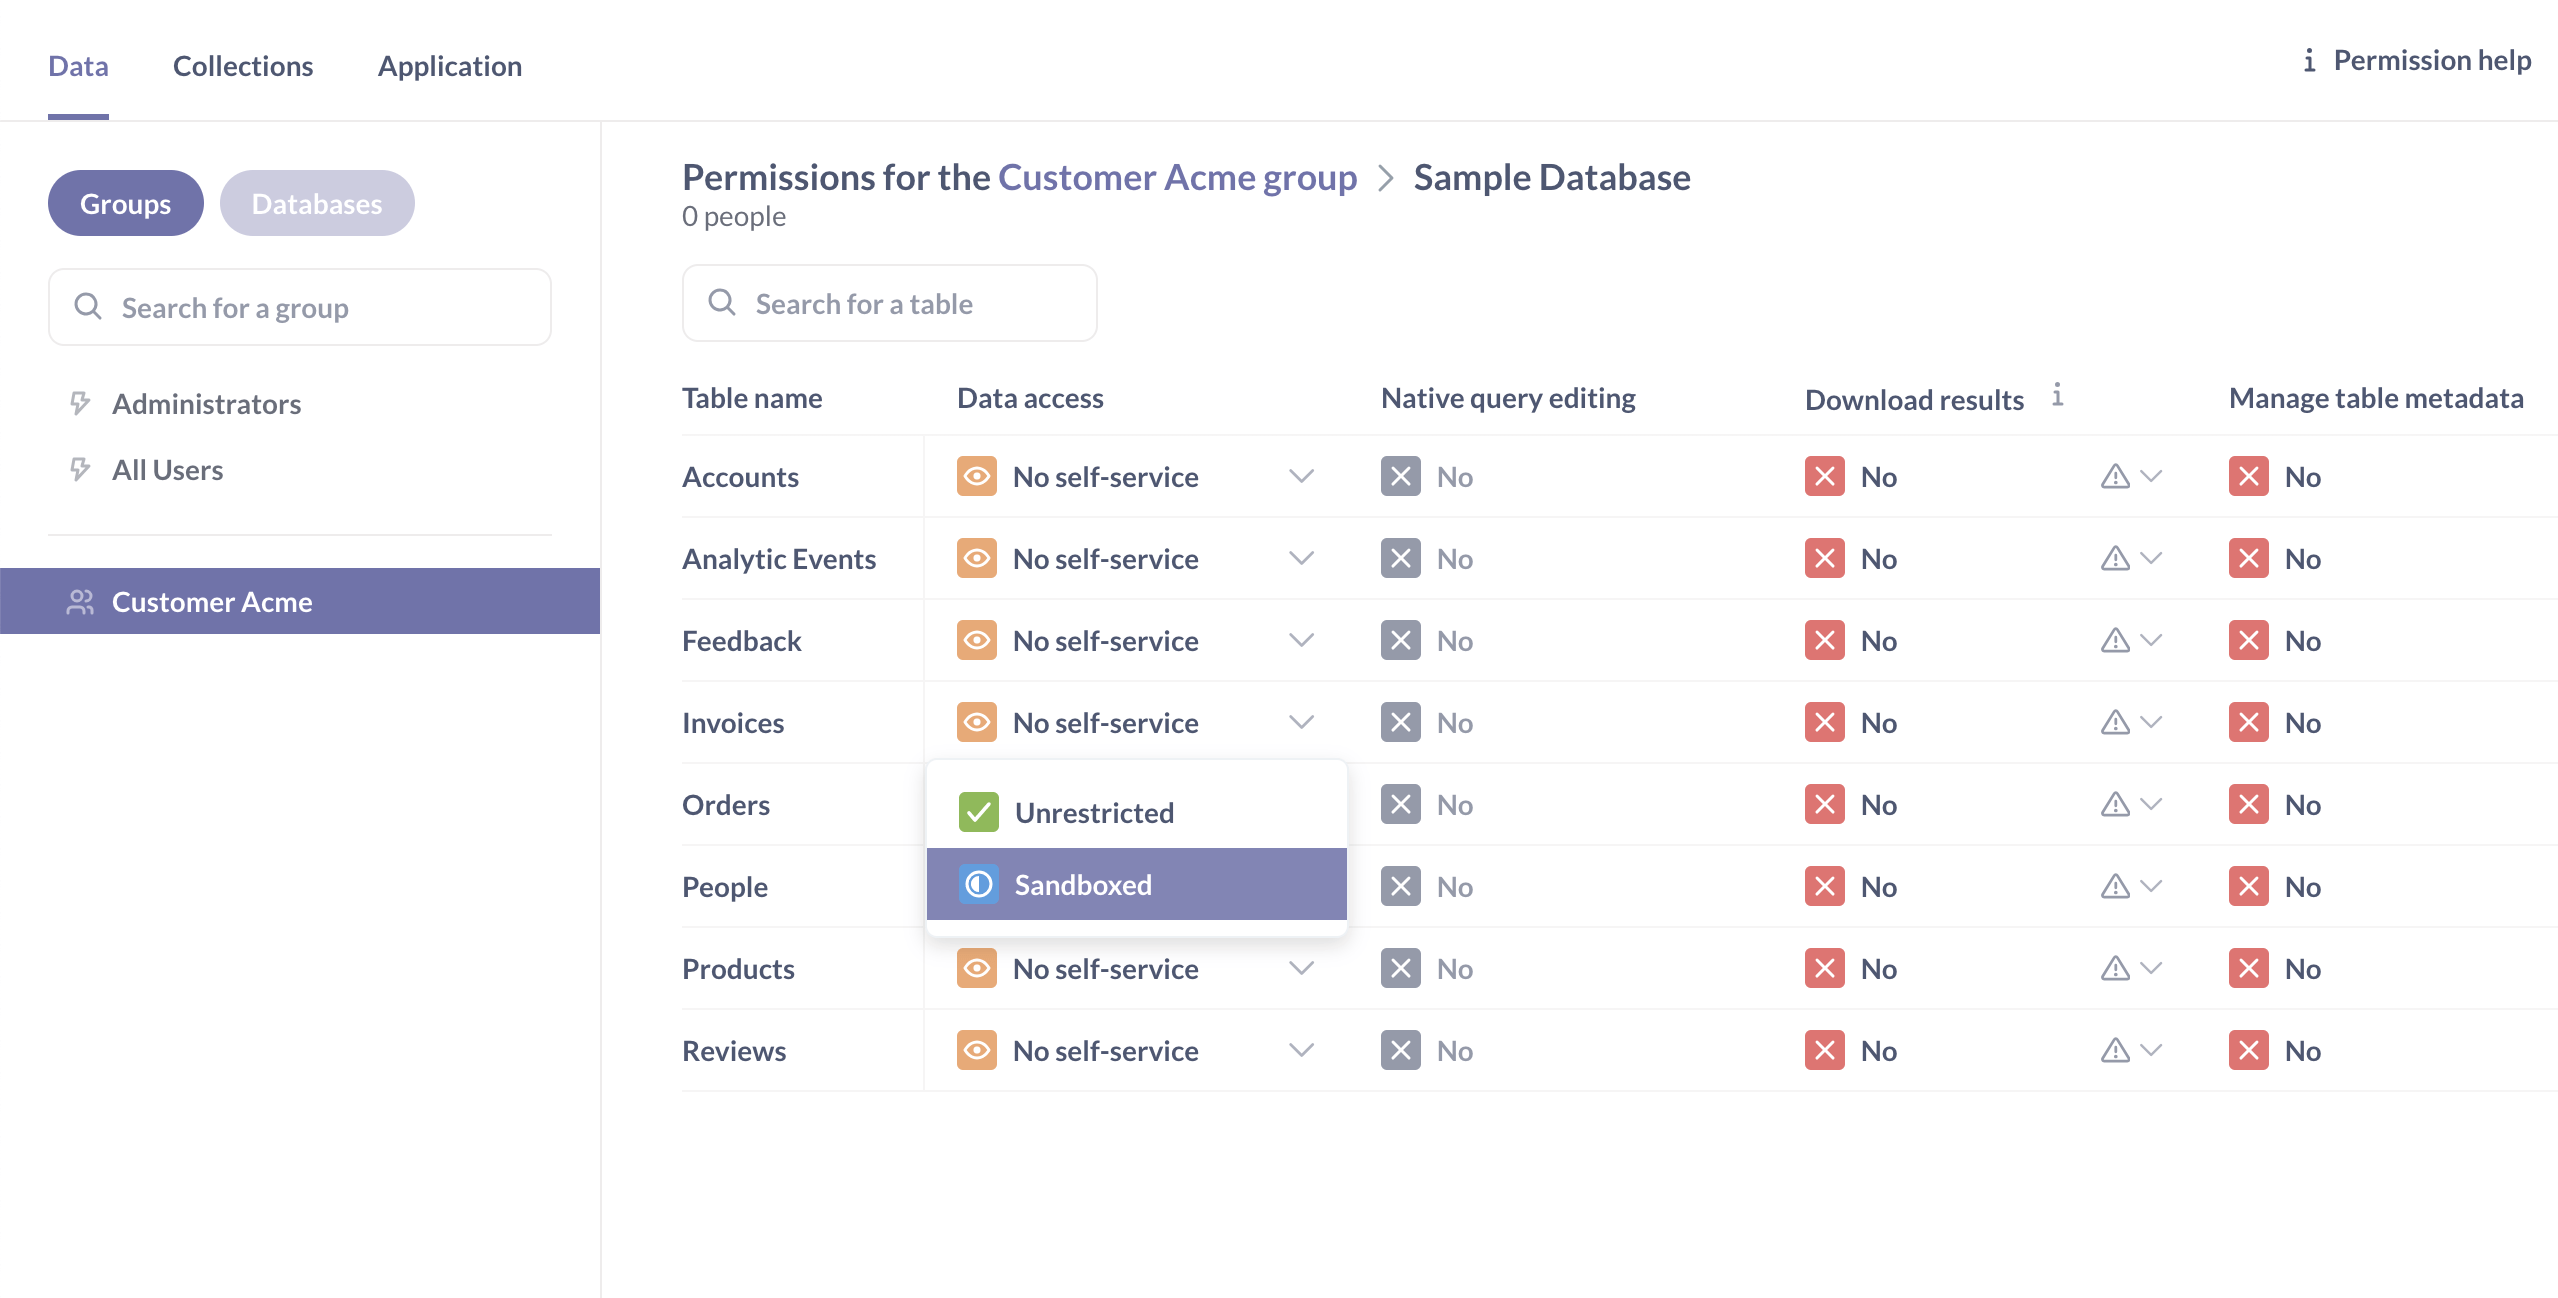 Data Collections Application Permission help
Groups Databases
Search for a group
Administrators
All Users
Customer Acme
Permissions for the Customer Acme group > Sample Database
0 people
Search for a table
Table name Data access Native query editing Download results Manage table metadata
Accounts No self-service No No No
Analytic Events No self-service No No No
Feedback No self-service No No No
Invoices No self-service No No No
Orders No No No
Unrestricted
People No No No
Sandboxed
Products No self-service No No No
Reviews No self-service No No No